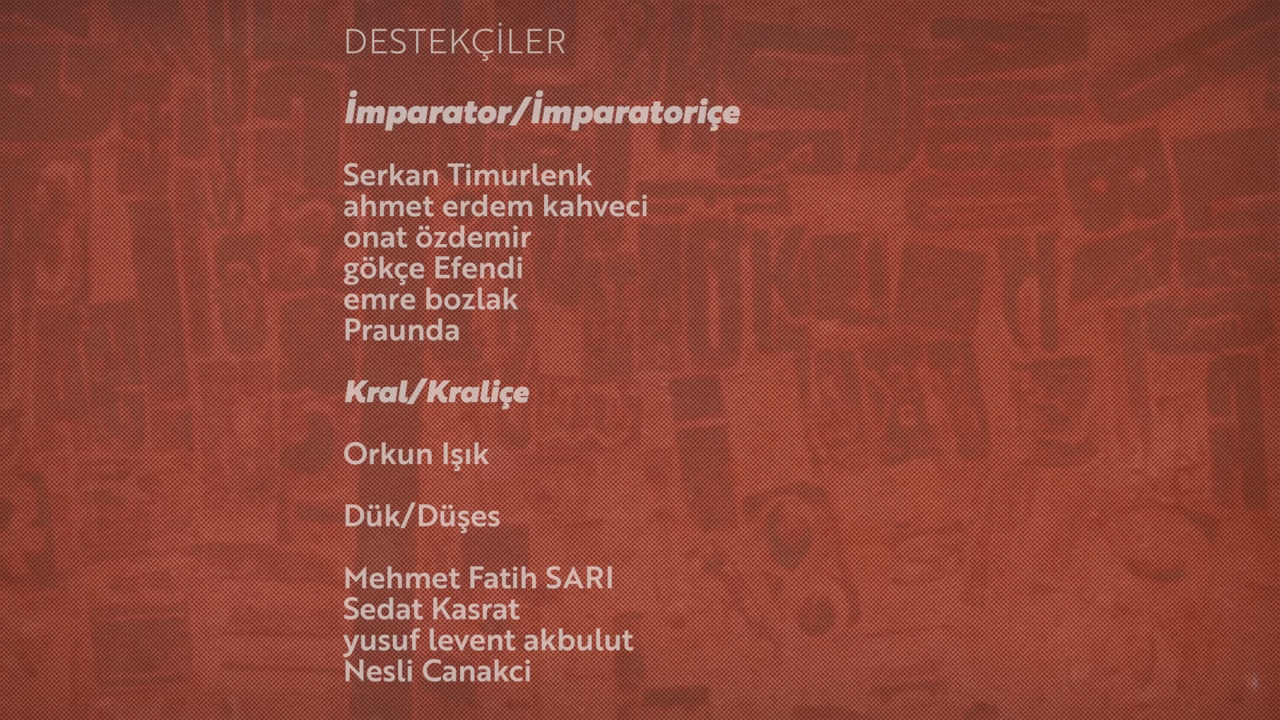 DESTEKÇİLER
İmparator/İmparatoriçe
Serkan Timurlenk
ahmet erdem kahveci
onat özdemir
gökçe Efendi
emre bozlak
Praunda
Kral/Kraliçe
Orkun Işık
Dük/Düşes
Mehmet Fatih SARI
Sedat Kasrat
yusuf levent akbulut
Nesli Canakci